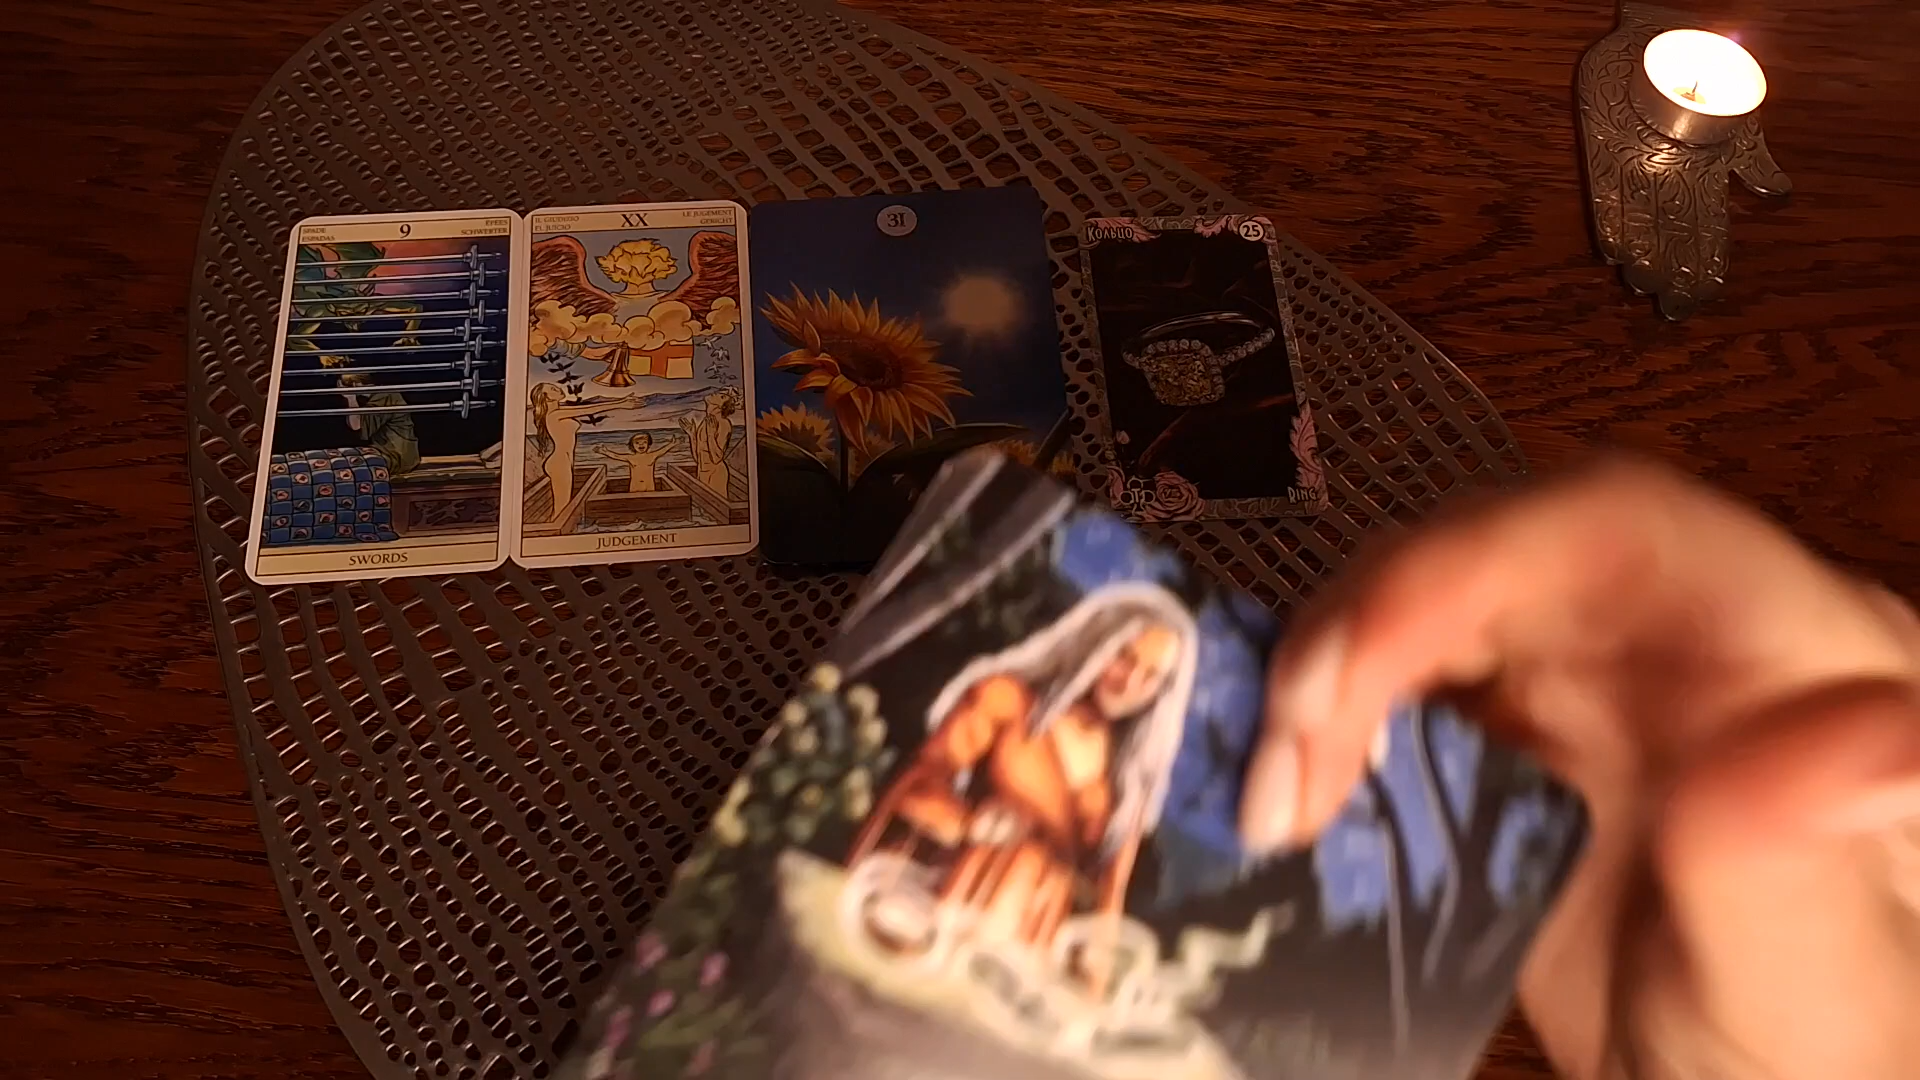 SPADE
ESPADAS
9
ÉPÉES
SCHWERTER
SWORDS
IL GIUDIZIO
EL JUICIO
XX
LE JUGEMENT
GERICHT
JUDGEMENT
31
Кольцо
25
RING